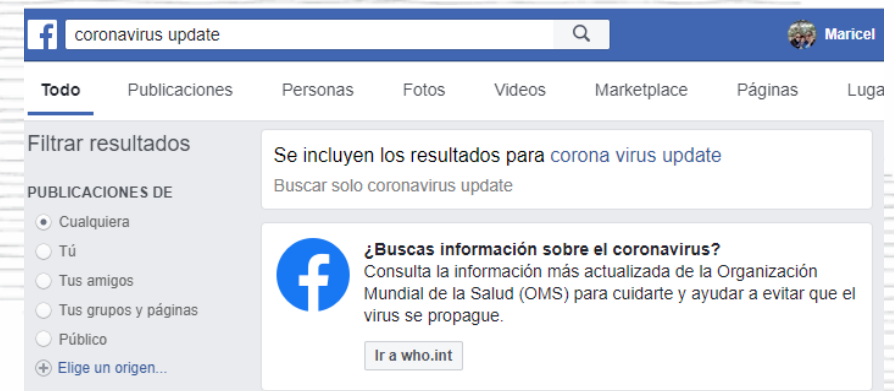 coronavirus update
Maricel
Todo Publicaciones Personas Fotos Videos Marketplace Páginas Luga
Filtrar resultados
PUBLICACIONES DE
Cualquiera
Tú
Tus amigos
Tus grupos y páginas
Público
Elige un origen...
Se incluyen los resultados para corona virus update
Buscar solo coronavirus update
¿Buscas información sobre el coronavirus?
Consulta la información más actualizada de la Organización
Mundial de la Salud (OMS) para cuidarte y ayudar a evitar que el
virus se propague.
Ir a who.int